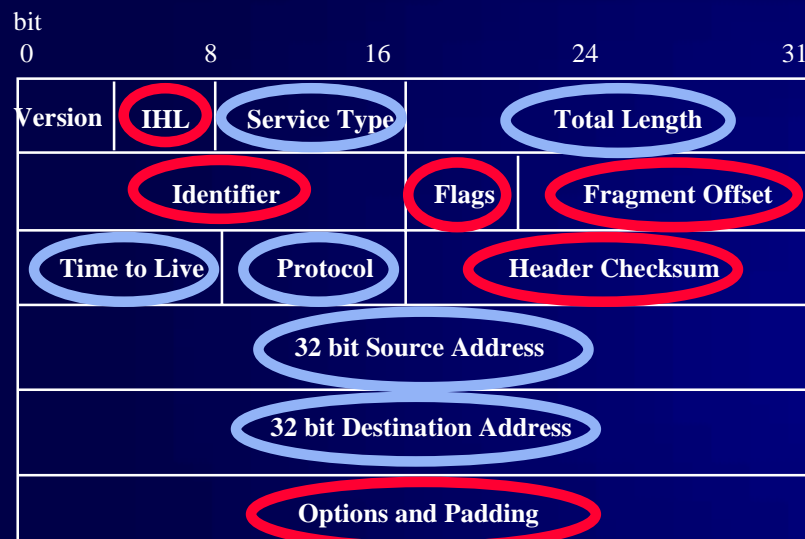 bit
0 8 16 24 31
Version IHL Service Type Total Length
Identifier Flags Fragment Offset
Time to Live Protocol Header Checksum
32 bit Source Address
32 bit Destination Address
Options and Padding